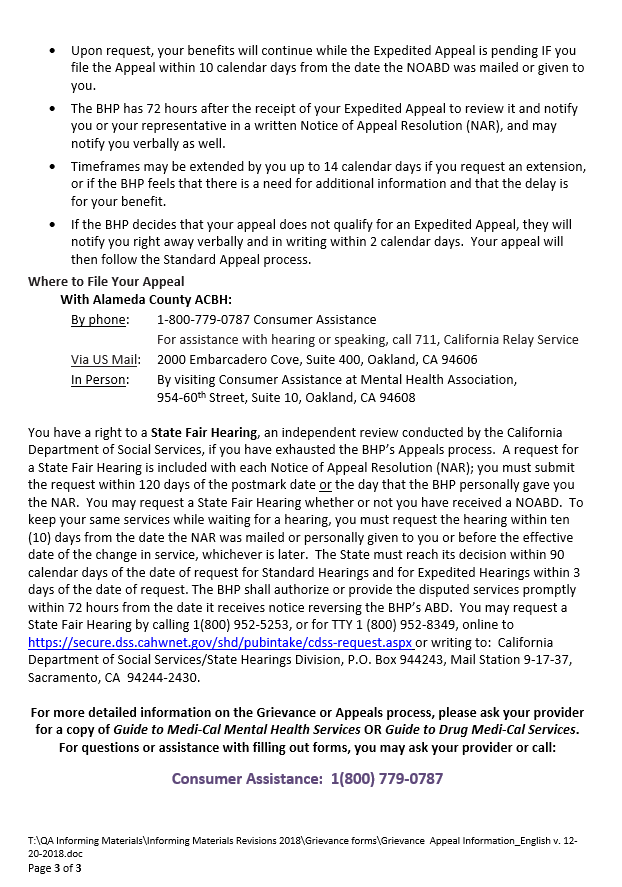 • Upon request, your benefits will continue while the Expedited Appeal is pending IF you
file the Appeal within 10 calendar days from the date the NOABD was mailed or given to
you.
• The BHP has 72 hours after the receipt of your Expedited Appeal to review it and notify
you or your representative in a written Notice of Appeal Resolution (NAR), and may
notify you verbally as well.
• Timeframes may be extended by you up to 14 calendar days if you request an extension,
or if the BHP feels that there is a need for additional information and that the delay is
for your benefit.
• If the BHP decides that your appeal does not qualify for an Expedited Appeal, they will
notify you right away verbally and in writing within 2 calendar days.  Your appeal will
then follow the Standard Appeal process.
Where to File Your Appeal
With Alameda County ACBH:
By phone: 1-800-779-0787 Consumer Assistance
For assistance with hearing or speaking, call 711, California Relay Service
Via US Mail: 2000 Embarcadero Cove, Suite 400, Oakland, CA 94606
In Person: By visiting Consumer Assistance at Mental Health Association,
954-60th Street, Suite 10, Oakland, CA 94608
You have a right to a State Fair Hearing, an independent review conducted by the California
Department of Social Services, if you have exhausted the BHP's Appeals process.  A request for
a State Fair Hearing is included with each Notice of Appeal Resolution (NAR); you must submit
the request within 120 days of the postmark date or the day that the BHP personally gave you
the NAR.  You may request a State Fair Hearing whether or not you have received a NOABD.  To
keep your same services while waiting for a hearing, you must request the hearing within ten
(10) days from the date the NAR was mailed or personally given to you or before the effective
date of the change in service, whichever is later.  The State must reach its decision within 90
calendar days of the date of request for Standard Hearings and for Expedited Hearings within 3
days of the date of request. The BHP shall authorize or provide the disputed services promptly
within 72 hours from the date it receives notice reversing the BHP's ABD.  You may request a
State Fair Hearing by calling 1(800) 952-5253, or for TTY 1 (800) 952-8349, online to
https://secure.dss.cahwnet.gov/shd/pubintake/cdss-request.aspx or writing to:  California
Department of Social Services/State Hearings Division, P.O. Box 944243, Mail Station 9-17-37,
Sacramento, CA  94244-2430.
For more detailed information on the Grievance or Appeals process, please ask your provider
for a copy of Guide to Medi-Cal Mental Health Services OR Guide to Drug Medi-Cal Services.
For questions or assistance with filling out forms, you may ask your provider or call:
Consumer Assistance:  1(800) 779-0787
T:\QA Informing Materials\Informing Materials Revisions 2018\Grievance forms\Grievance  Appeal Information_English v. 12-
20-2018.doc
Page 3 of 3